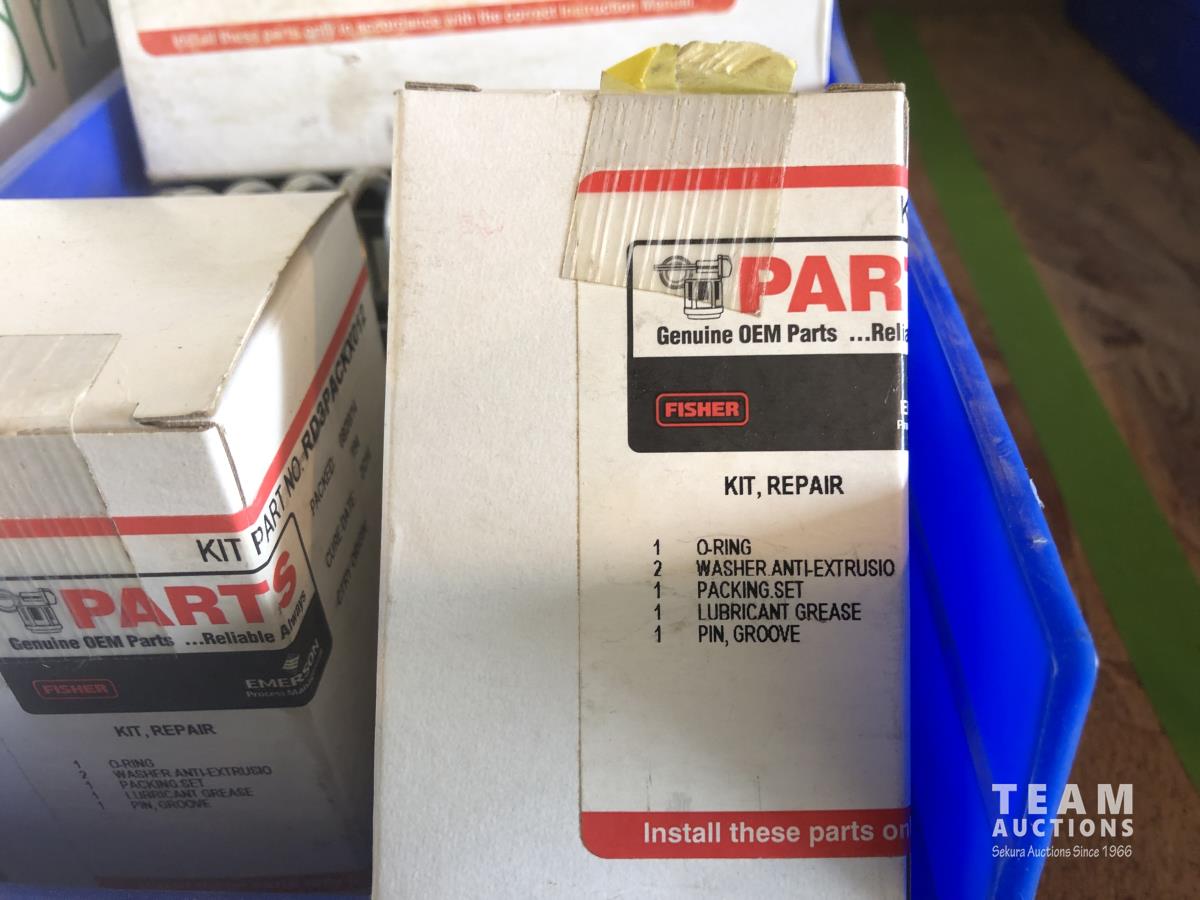 Install these parts only in accordance with the correct Instruction Manual.
KIT PART NO. RD3PACKX012
PACKED:
CURE DATE:
PARTS
Genuine OEM Parts ...Reliable Always
FISHER
EMERSON
KIT, REPAIR
1 O-RING
2 WASHER.ANTI-EXTRUSIO
1 PACKING.SET
1 LUBRICANT GREASE
1 PIN, GROOVE
K
PAR
Genuine OEM Parts ...Reli
FISHER
KIT, REPAIR
1 O-RING
2 WASHER.ANTI-EXTRUSIO
1 PACKING.SET
1 LUBRICANT GREASE
1 PIN, GROOVE
Install these parts on
TEAM
AUCTIONS
Sekura Auctions Since 1966